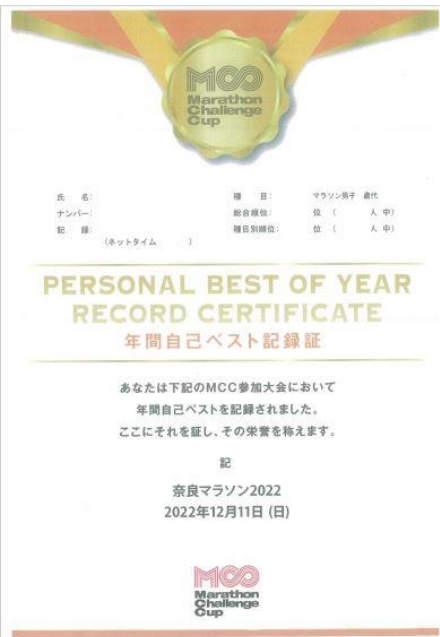 MCC
Marathon
Challenge
Cup
氏　名：
ナンバー：
記　録：
（ネットタイム　　　）
種　目：　マラソン男子　歳代
総合順位：　位（　　人中）
種目別順位：　位（　　人中）
PERSONAL BEST OF YEAR
RECORD CERTIFICATE
年間自己ベスト記録証
あなたは下記のMCC参加大会において
年間自己ベストを記録されました。
ここにそれを証し、その栄誉を称えます。
記
奈良マラソン2022
2022年12月11日（日）
MCC
Marathon
Challenge
Cup